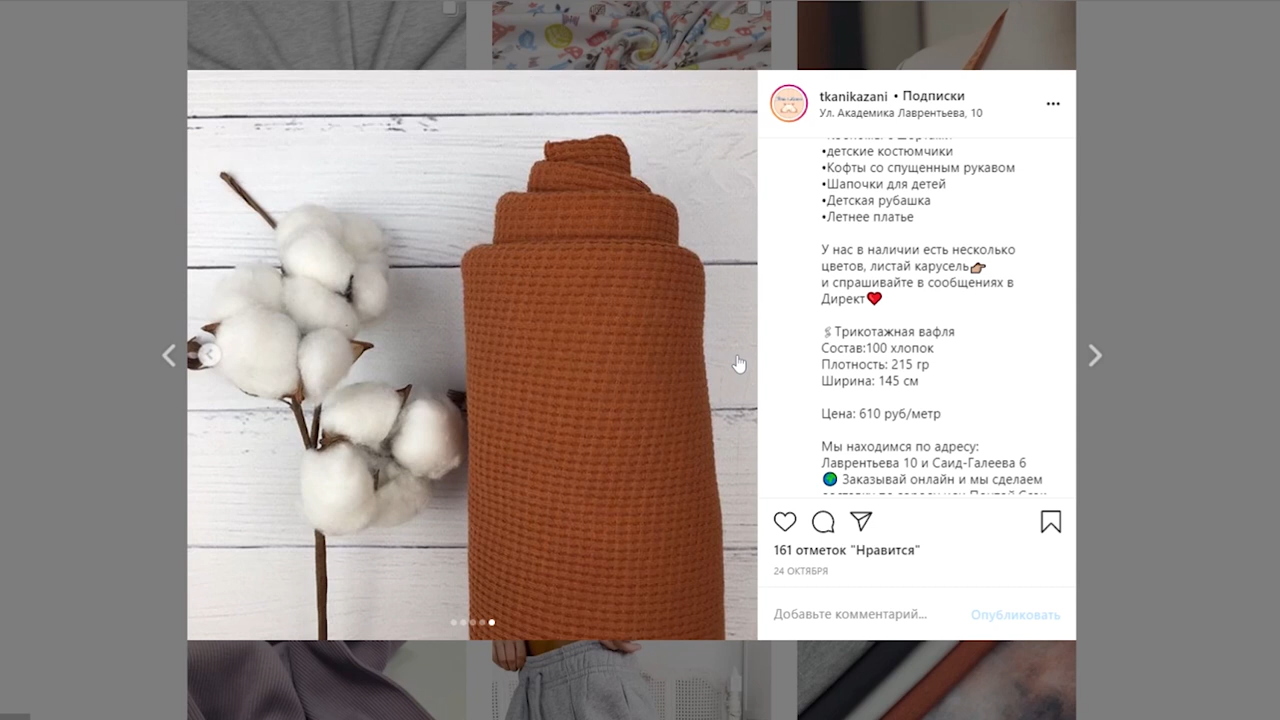 tkanikazani • Подписки
Ул. Академика Лаврентьева, 10
•детские костюмчики
•Кофты со спущенным рукавом
•Шапочки для детей
•Детская рубашка
•Летнее платье
У нас в наличии есть несколько
цветов, листай карусель👉🏼
и спрашивайте в сообщениях в
Директ❤️
🖇Трикотажная вафля
Состав:100 хлопок
Плотность: 215 гр
Ширина: 145 см
Цена: 610 руб/метр
Мы находимся по адресу:
Лаврентьева 10 и Саид-Галеева 6
🌍 Заказывай онлайн и мы сделаем
161 отметок "Нравится"
24 ОКТЯБРЯ
Добавьте комментарий...
Опубликовать